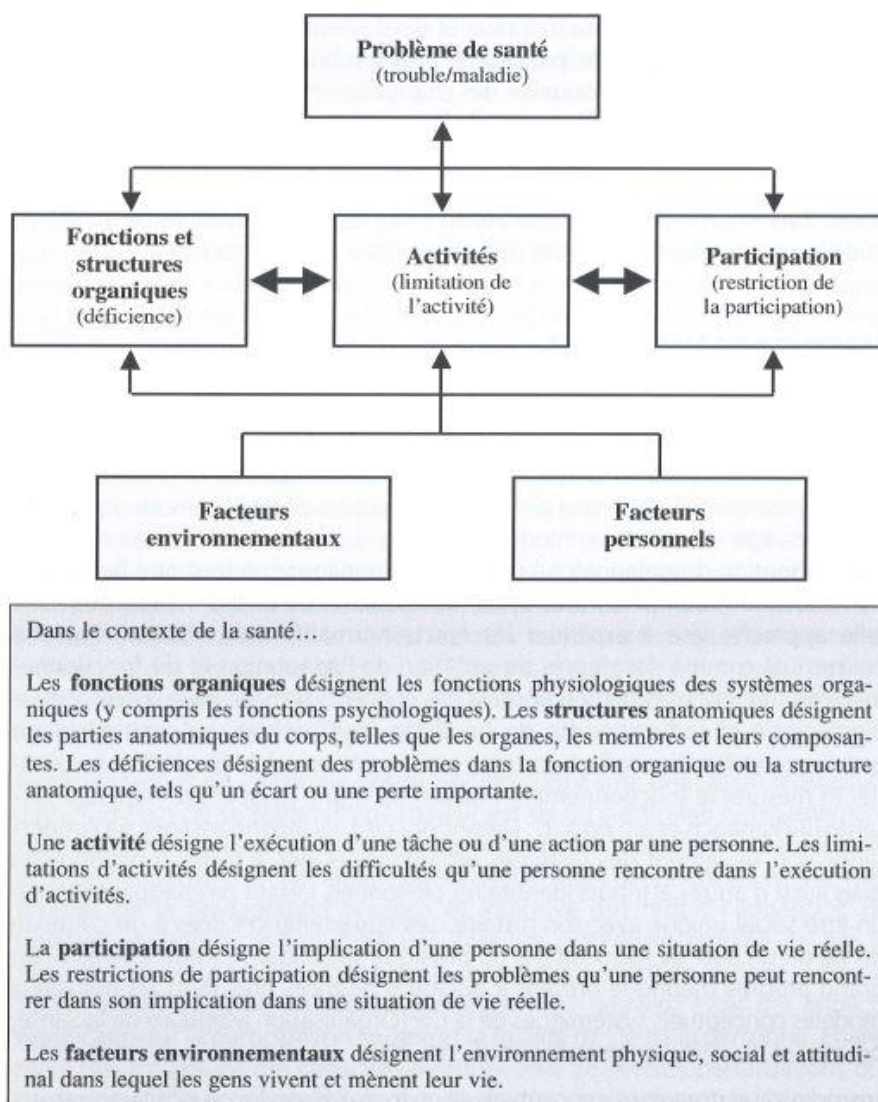 Problème de santé
(trouble/maladie)
Fonctions et
structures
organiques
(déficience)
Activités
(limitation de
l'activité)
Participation
(restriction de
la participation)
Facteurs
environnementaux
Facteurs
personnels
Dans le contexte de la santé...
Les fonctions organiques désignent les fonctions physiologiques des systèmes orga-
niques (y compris les fonctions psychologiques). Les structures anatomiques désignent
les parties anatomiques du corps, telles que les organes, les membres et leurs composan-
tes. Les déficiences désignent des problèmes dans la fonction organique ou la structure
anatomique, tels qu'un écart ou une perte importante.
Une activité désigne l'exécution d'une tâche ou d'une action par une personne. Les limi-
tations d'activités désignent les difficultés qu'une personne rencontre dans l'exécution
d'activités.
La participation désigne l'implication d'une personne dans une situation de vie réelle.
Les restrictions de participation désignent les problèmes qu'une personne peut rencon-
trer dans son implication dans une situation de vie réelle.
Les facteurs environnementaux désignent l'environnement physique, social et attitudi-
nal dans lequel les gens vivent et mènent leur vie.